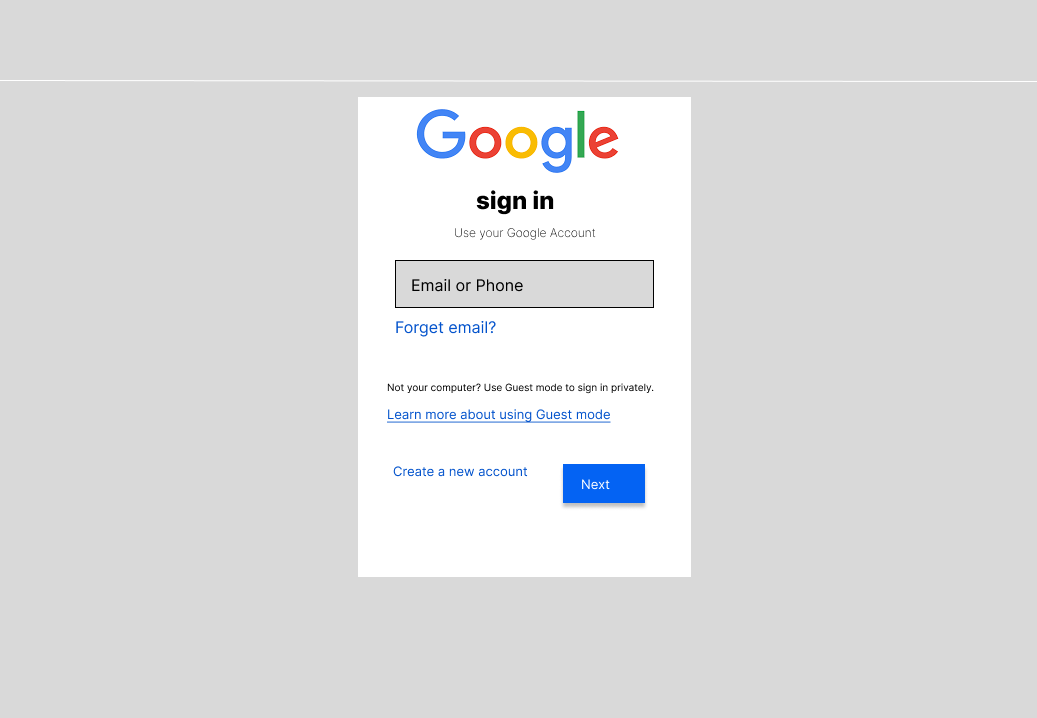 Google
sign in
Use your Google Account
Email or Phone
Forget email?
Not your computer? Use Guest mode to sign in privately.
Learn more about using Guest mode
Create a new account
Next